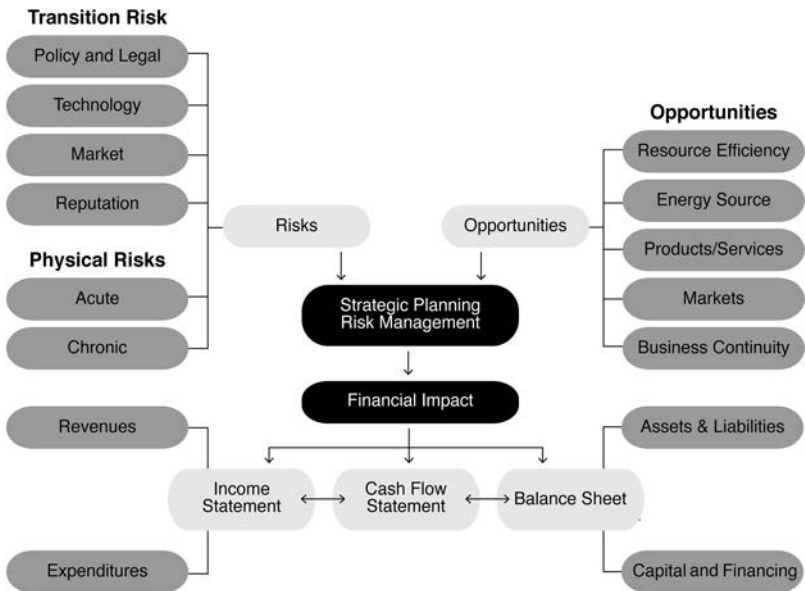 Transition Risk
Policy and Legal
Technology
Market
Reputation
Physical Risks
Acute
Chronic
Risks
Opportunities
Opportunities
Resource Efficiency
Energy Source
Products/Services
Markets
Business Continuity
Strategic Planning
Risk Management
Financial Impact
Revenues
Expenditures
Income
Statement
Cash Flow
Statement
Balance Sheet
Assets & Liabilities
Capital and Financing